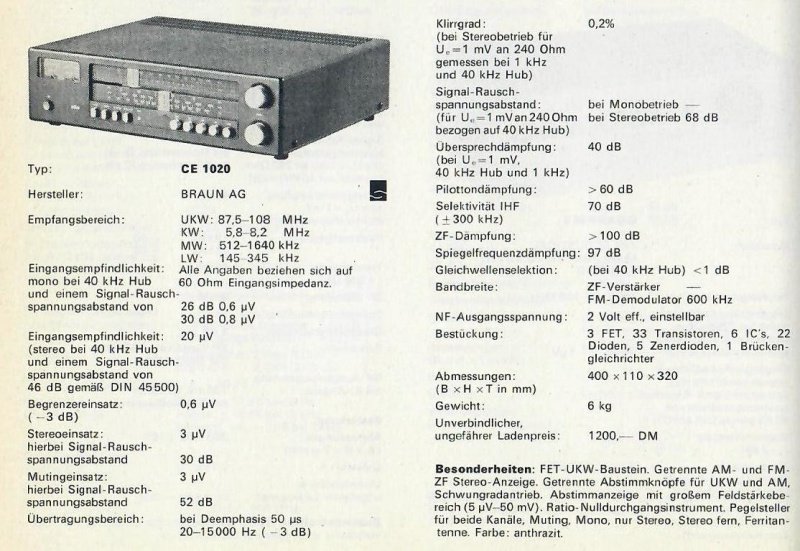 Typ: CE 1020
Hersteller: BRAUN AG
Empfangsbereich: UKW: 87,5–108 MHz
KW: 5,8–8,2 MHz
MW: 512–1640 kHz
LW: 145–345 kHz
Eingangsempfindlichkeit: Alle Angaben beziehen sich auf
mono bei 40 kHz Hub 60 Ohm Eingangsimpedanz.
und einem Signal-Rausch-
spannungsabstand von 26 dB 0,6 µV
30 dB 0,8 µV
Eingangsempfindlichkeit: 20 µV
(stereo bei 40 kHz Hub
und einem Signal-Rausch-
spannungsabstand von
46 dB gemäß DIN 45500)
Begrenzereinsatz: 0,6 µV
(−3 dB)
Stereoeinsatz: 3 µV
hierbei Signal-Rausch-
spannungsabstand 30 dB
Mutingeinsatz: 3 µV
hierbei Signal-Rausch-
spannungsabstand 52 dB
Übertragungsbereich: bei Deemphasis 50 µs
20–15000 Hz (−3 dB)
Klirrgrad: 0,2%
(bei Stereobetrieb für
Ue=1 mV an 240 Ohm
gemessen bei 1 kHz
und 40 kHz Hub)
Signal-Rausch-
spannungsabstand: bei Monobetrieb —
(für Ue=1 mV an 240 Ohm bei Stereobetrieb 68 dB
bezogen auf 40 kHz Hub)
Übersprechdämpfung: 40 dB
(bei Ue=1 mV,
40 kHz Hub und 1 kHz)
Pilottondämpfung: >60 dB
Selektivität IHF 70 dB
(±300 kHz)
ZF-Dämpfung: >100 dB
Spiegelfrequenzdämpfung: 97 dB
Gleichwellenselektion: (bei 40 kHz Hub) <1 dB
Bandbreite: ZF-Verstärker —
FM-Demodulator 600 kHz
NF-Ausgangsspannung: 2 Volt eff., einstellbar
Bestückung: 3 FET, 33 Transistoren, 6 IC's, 22
Dioden, 5 Zenerdioden, 1 Brücken-
gleichrichter
Abmessungen: 400 × 110 × 320
(B × H × T in mm)
Gewicht: 6 kg
Unverbindlicher,
ungefährer Ladenpreis: 1200,— DM
Besonderheiten: FET-UKW-Baustein. Getrennte AM- und FM-
ZF Stereo-Anzeige. Getrennte Abstimmknöpfe für UKW und AM,
Schwungradantrieb. Abstimmanzeige mit großem Feldstärkebe-
reich (5 µV–50 mV). Ratio-Nulldurchgangsinstrument. Pegelsteller
für beide Kanäle, Muting, Mono, nur Stereo, Stereo fern, Ferritan-
tenne. Farbe: anthrazit.